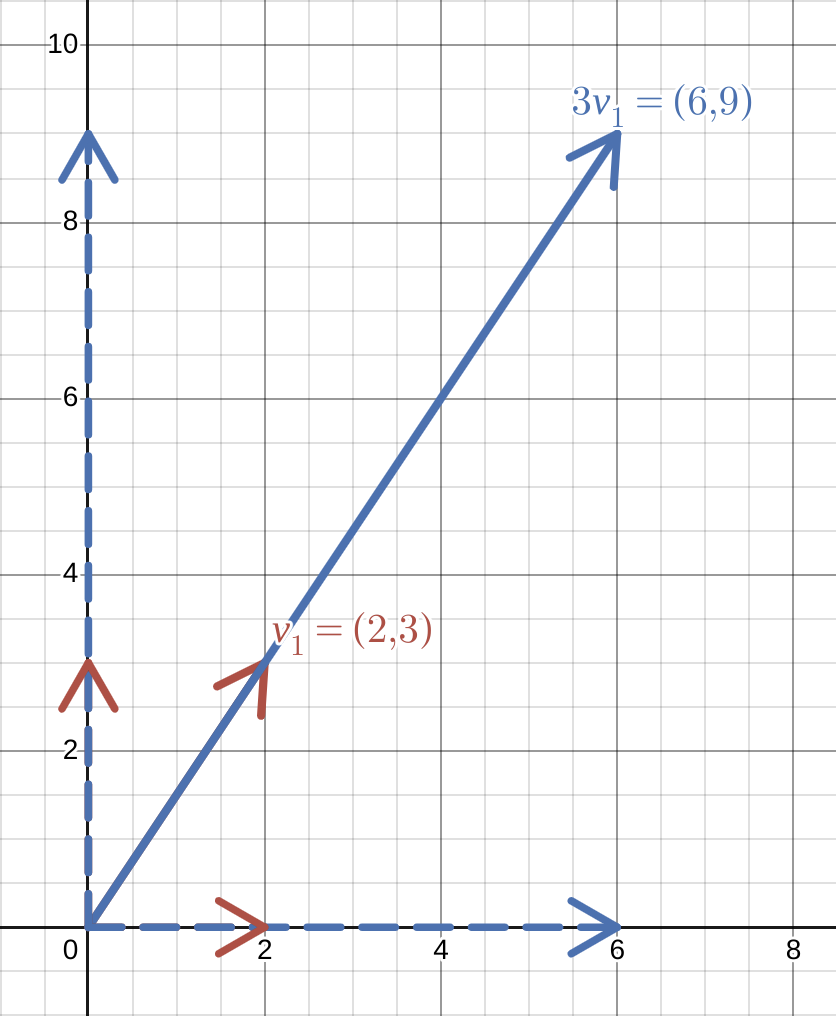 10
3v₁ = (6,9)
8
6
v₁ = (2,3)
4
2
0 2 4 6 8